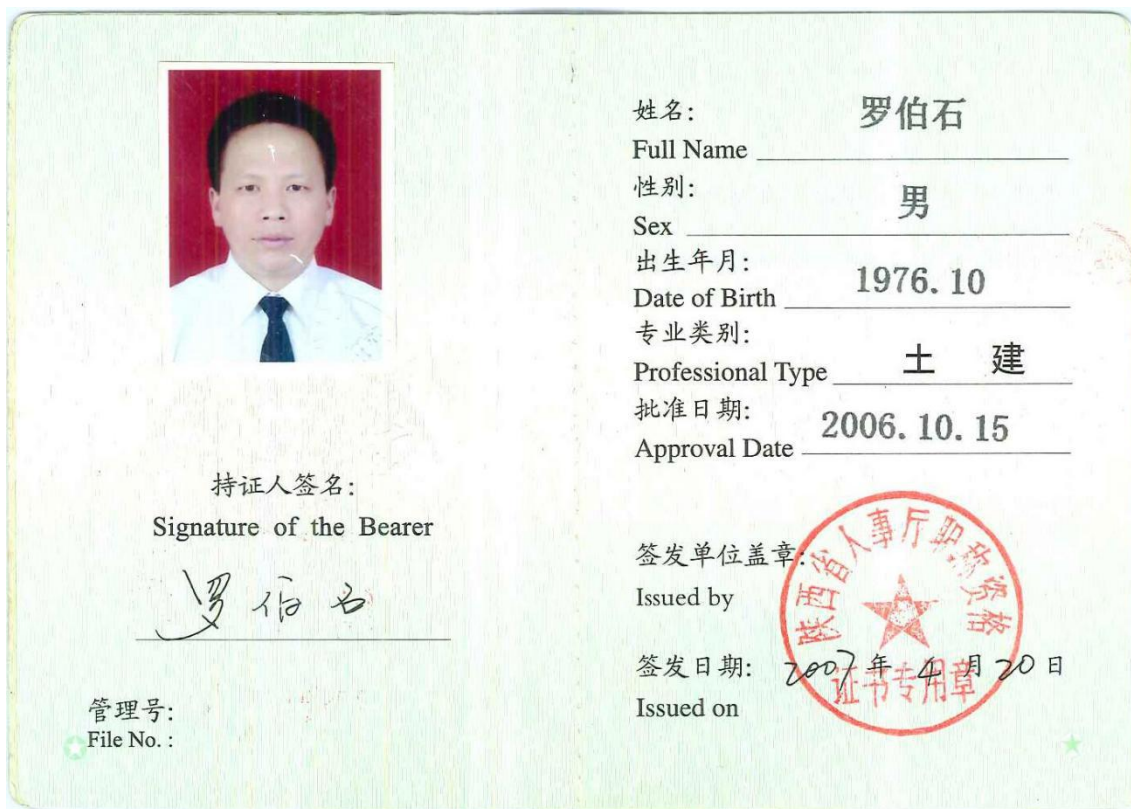 持证人签名:
Signature of the Bearer
罗伯石
管理号:
File No. :
姓名: 罗伯石
Full Name
性别: 男
Sex
出生年月: 1976.10
Date of Birth
专业类别:
Professional Type 土 建
批准日期: 2006.10.15
Approval Date
签发单位盖章:
Issued by
陕西省人事厅职称资格
证书专用章
签发日期: 2007年 4 月 20 日
Issued on